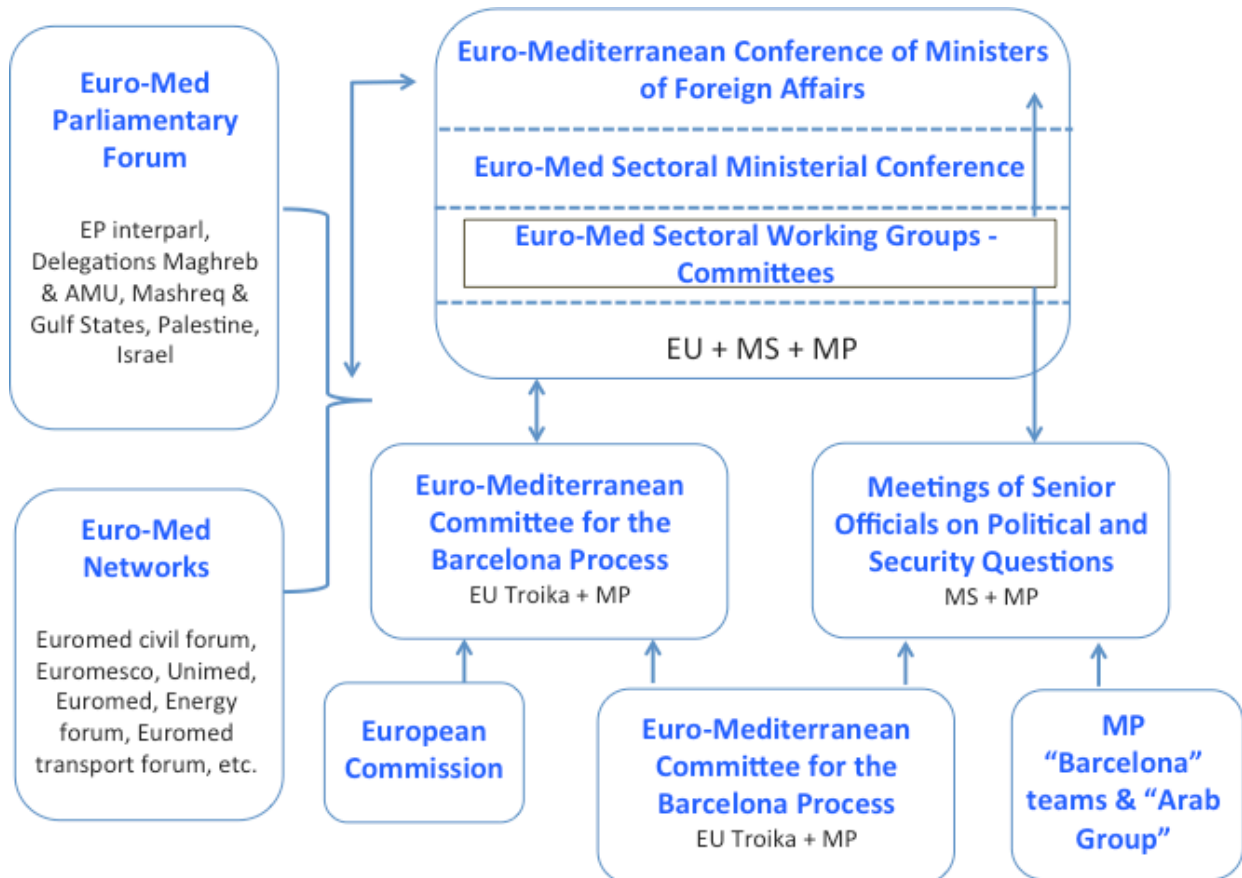 Euro-Med
Parliamentary
Forum
EP interparl,
Delegations Maghreb
& AMU, Mashreq &
Gulf States, Palestine,
Israel
Euro-Med
Networks
Euromed civil forum,
Euromesco, Unimed,
Euromed, Energy
forum, Euromed
transport forum, etc.
Euro-Mediterranean Conference of Ministers
of Foreign Affairs
Euro-Med Sectoral Ministerial Conference
Euro-Med Sectoral Working Groups -
Committees
EU + MS + MP
Euro-Mediterranean
Committee for the
Barcelona Process
EU Troika + MP
Meetings of Senior
Officials on Political and
Security Questions
MS + MP
European
Commission
Euro-Mediterranean
Committee for the
Barcelona Process
EU Troika + MP
MP
“Barcelona”
teams & “Arab
Group”